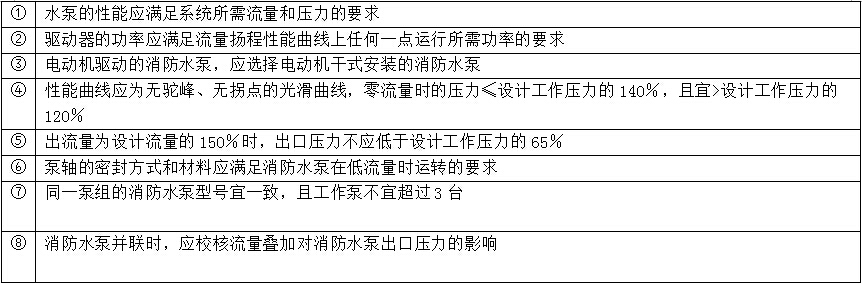 ① 水泵的性能应满足系统所需流量和压力的要求
② 驱动器的功率应满足流量扬程性能曲线上任何一点运行所需功率的要求
③ 电动机驱动的消防水泵，应选择电动机干式安装的消防水泵
④ 性能曲线应为无驼峰、无拐点的光滑曲线，零流量时的压力≤设计工作压力的 140％，且宜>设计工作压力的
120％
⑤ 出流量为设计流量的 150％时，出口压力不应低于设计工作压力的 65％
⑥ 泵轴的密封方式和材料应满足消防水泵在低流量时运转的要求
⑦ 同一泵组的消防水泵型号宜一致，且工作泵不宜超过 3 台
⑧ 消防水泵并联时，应校核流量叠加对消防水泵出口压力的影响